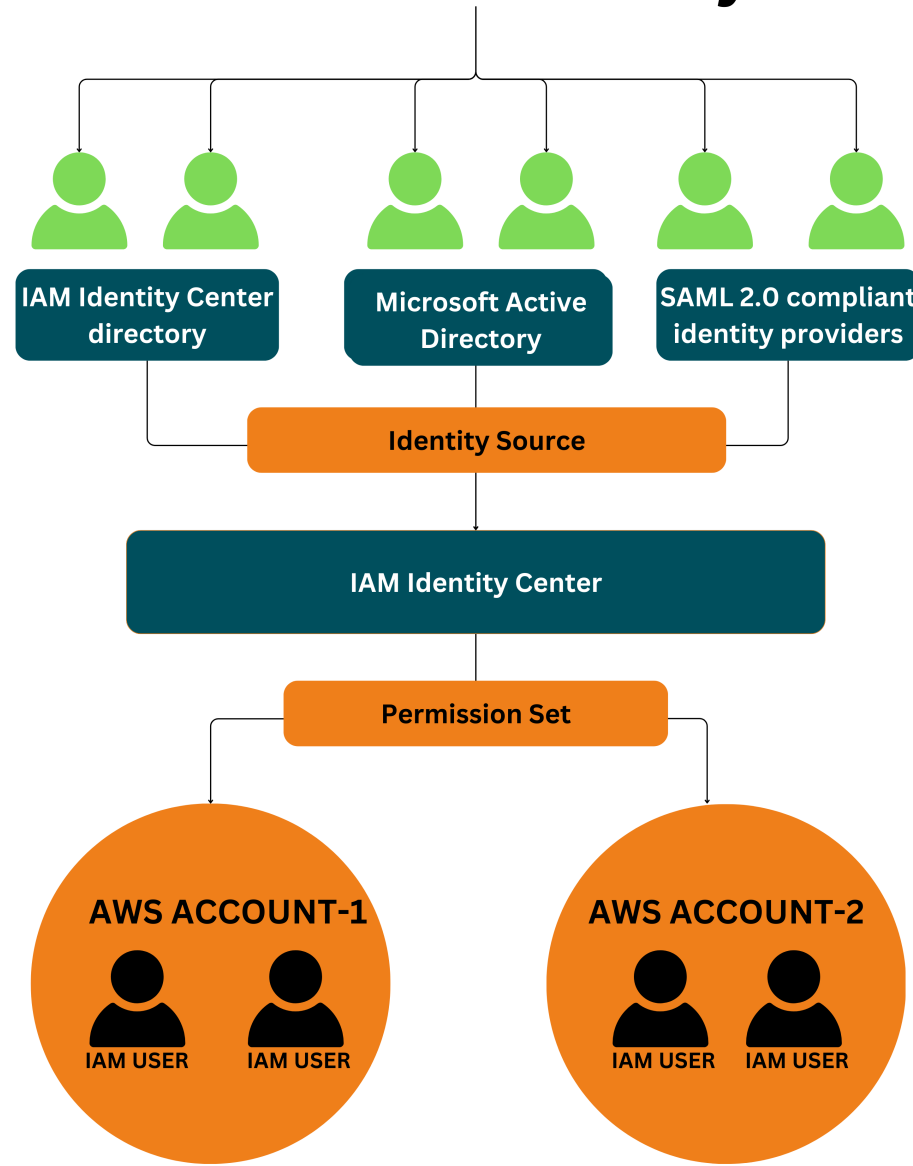 IAM Identity Center
directory
Microsoft Active
Directory
SAML 2.0 compliant
identity providers
Identity Source
IAM Identity Center
Permission Set
AWS ACCOUNT-1
AWS ACCOUNT-2
IAM USER
IAM USER
IAM USER
IAM USER